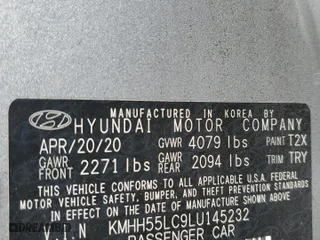 MANUFACTURED IN KOREA BY
HYUNDAI MOTOR COMPANY
APR/20/20 GVWR 4079 lbs PAINT T2X
GAWR FRONT 2271 lbs GAWR REAR 2094 lbs TRIM TRY
THIS VEHICLE CONFORMS TO ALL APPLICABLE U.S.A FEDERAL
MOTOR VEHICLE SAFETY, BUMPER, AND THEFT PREVENTION
STANDARDS IN EFFECT ON THE DATE OF MANUFACTURE
SHOWN ABOVE.
V I N KMHH55LC9LU145232
PASSENGER CAR